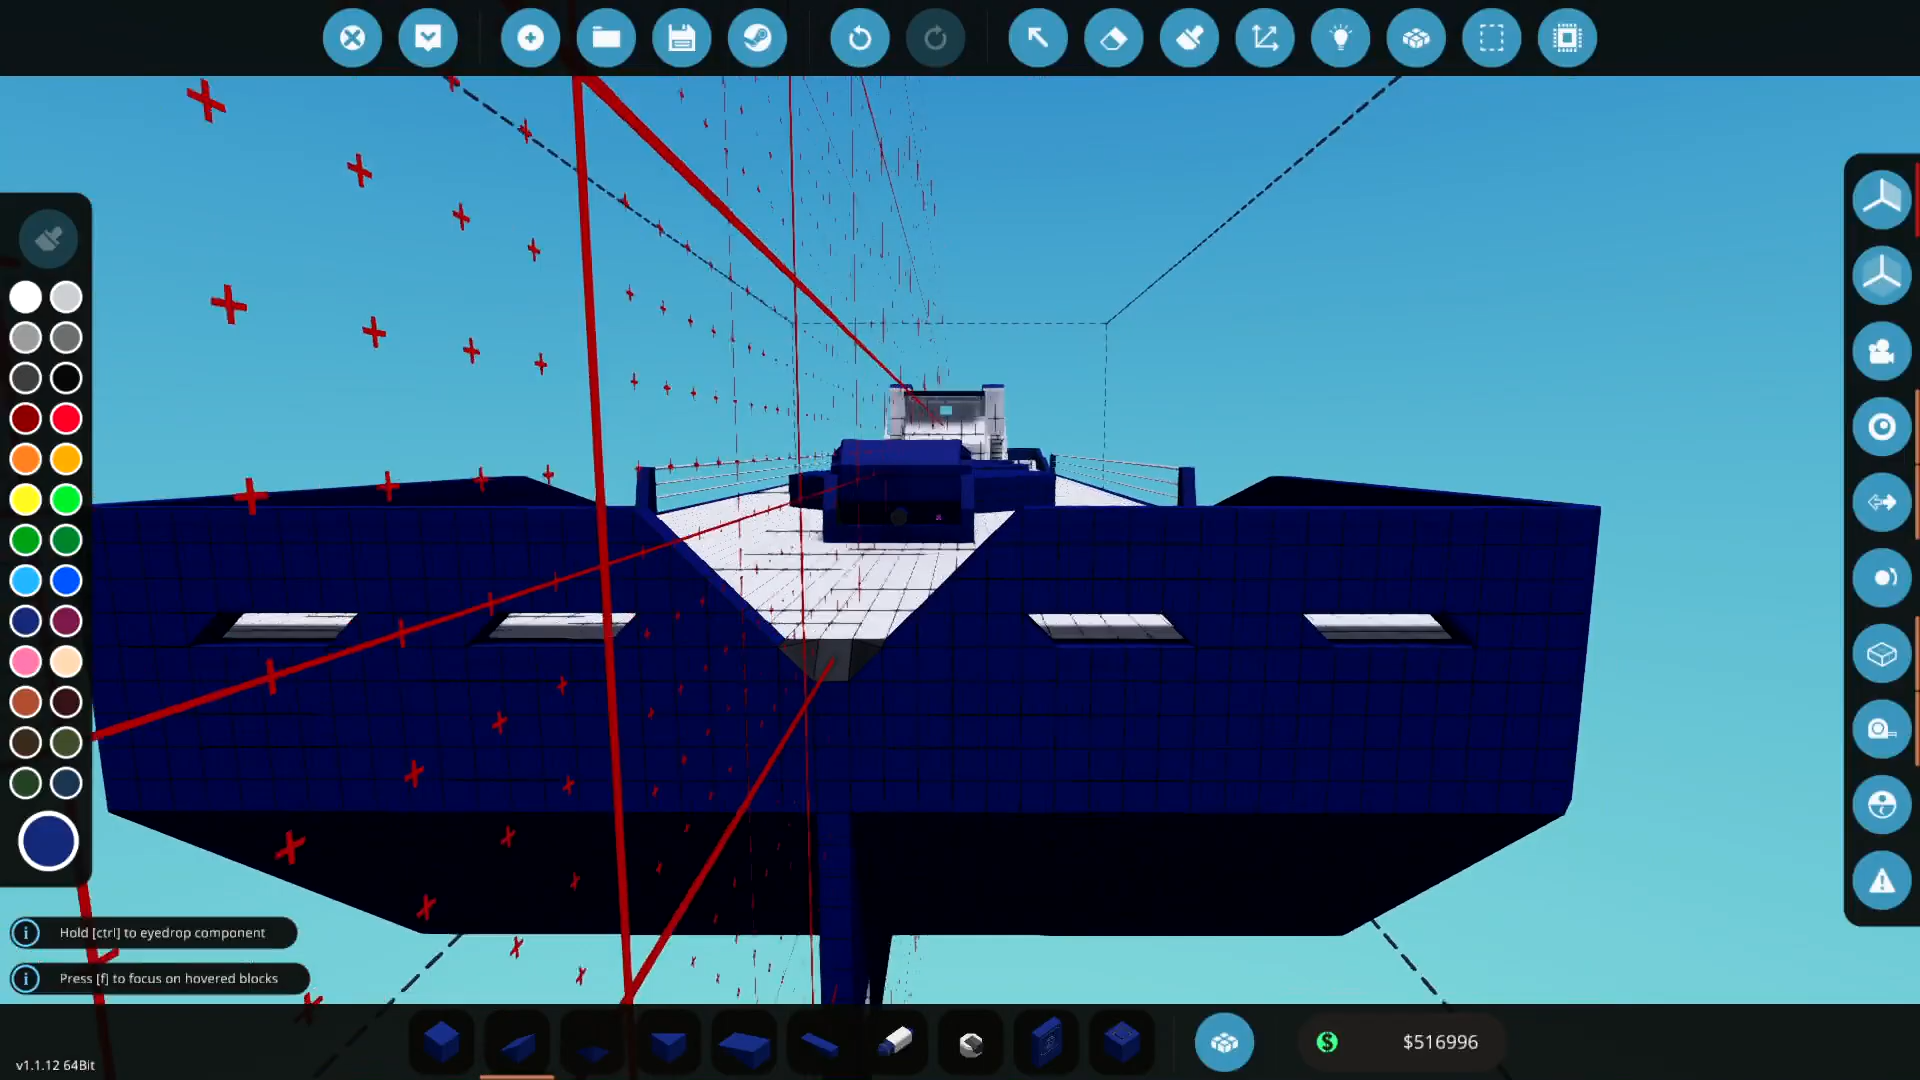 Hold [ctrl] to eyedrop component
Press [f] to focus on hovered blocks
v1.1.12 64Bit
$516996